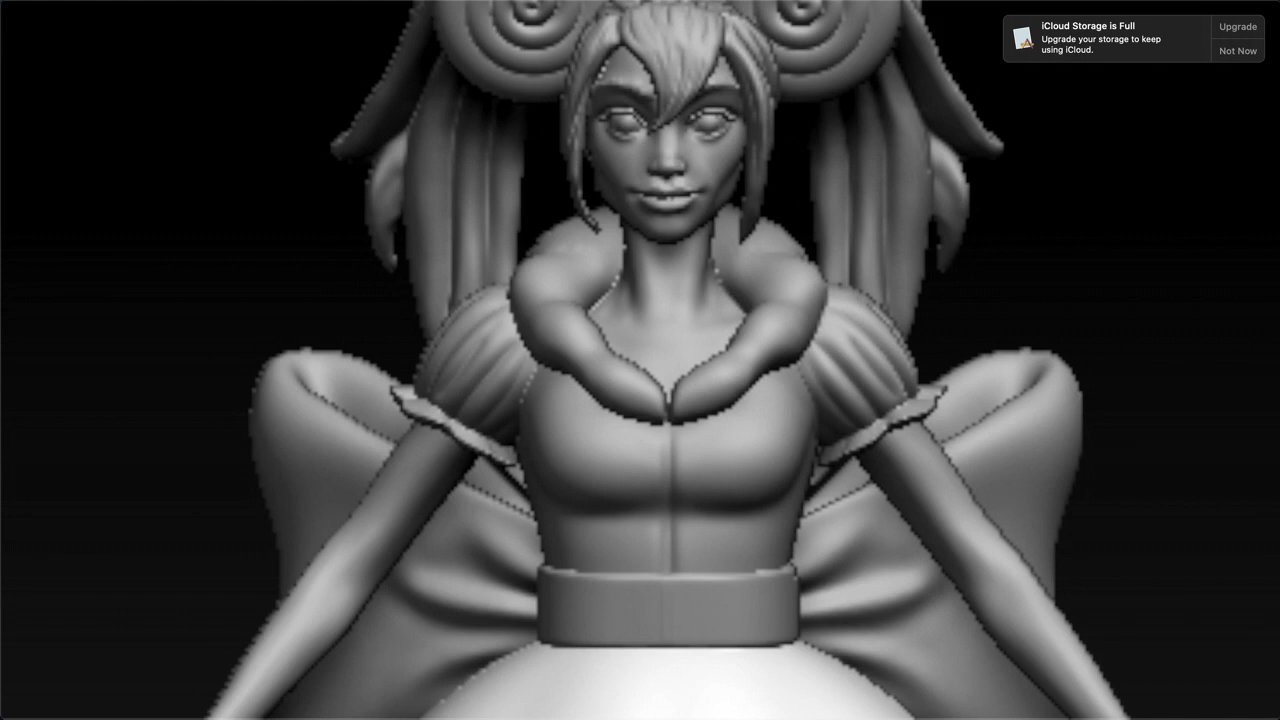 iCloud Storage is Full
Upgrade your storage to keep
using iCloud.
Upgrade
Not Now